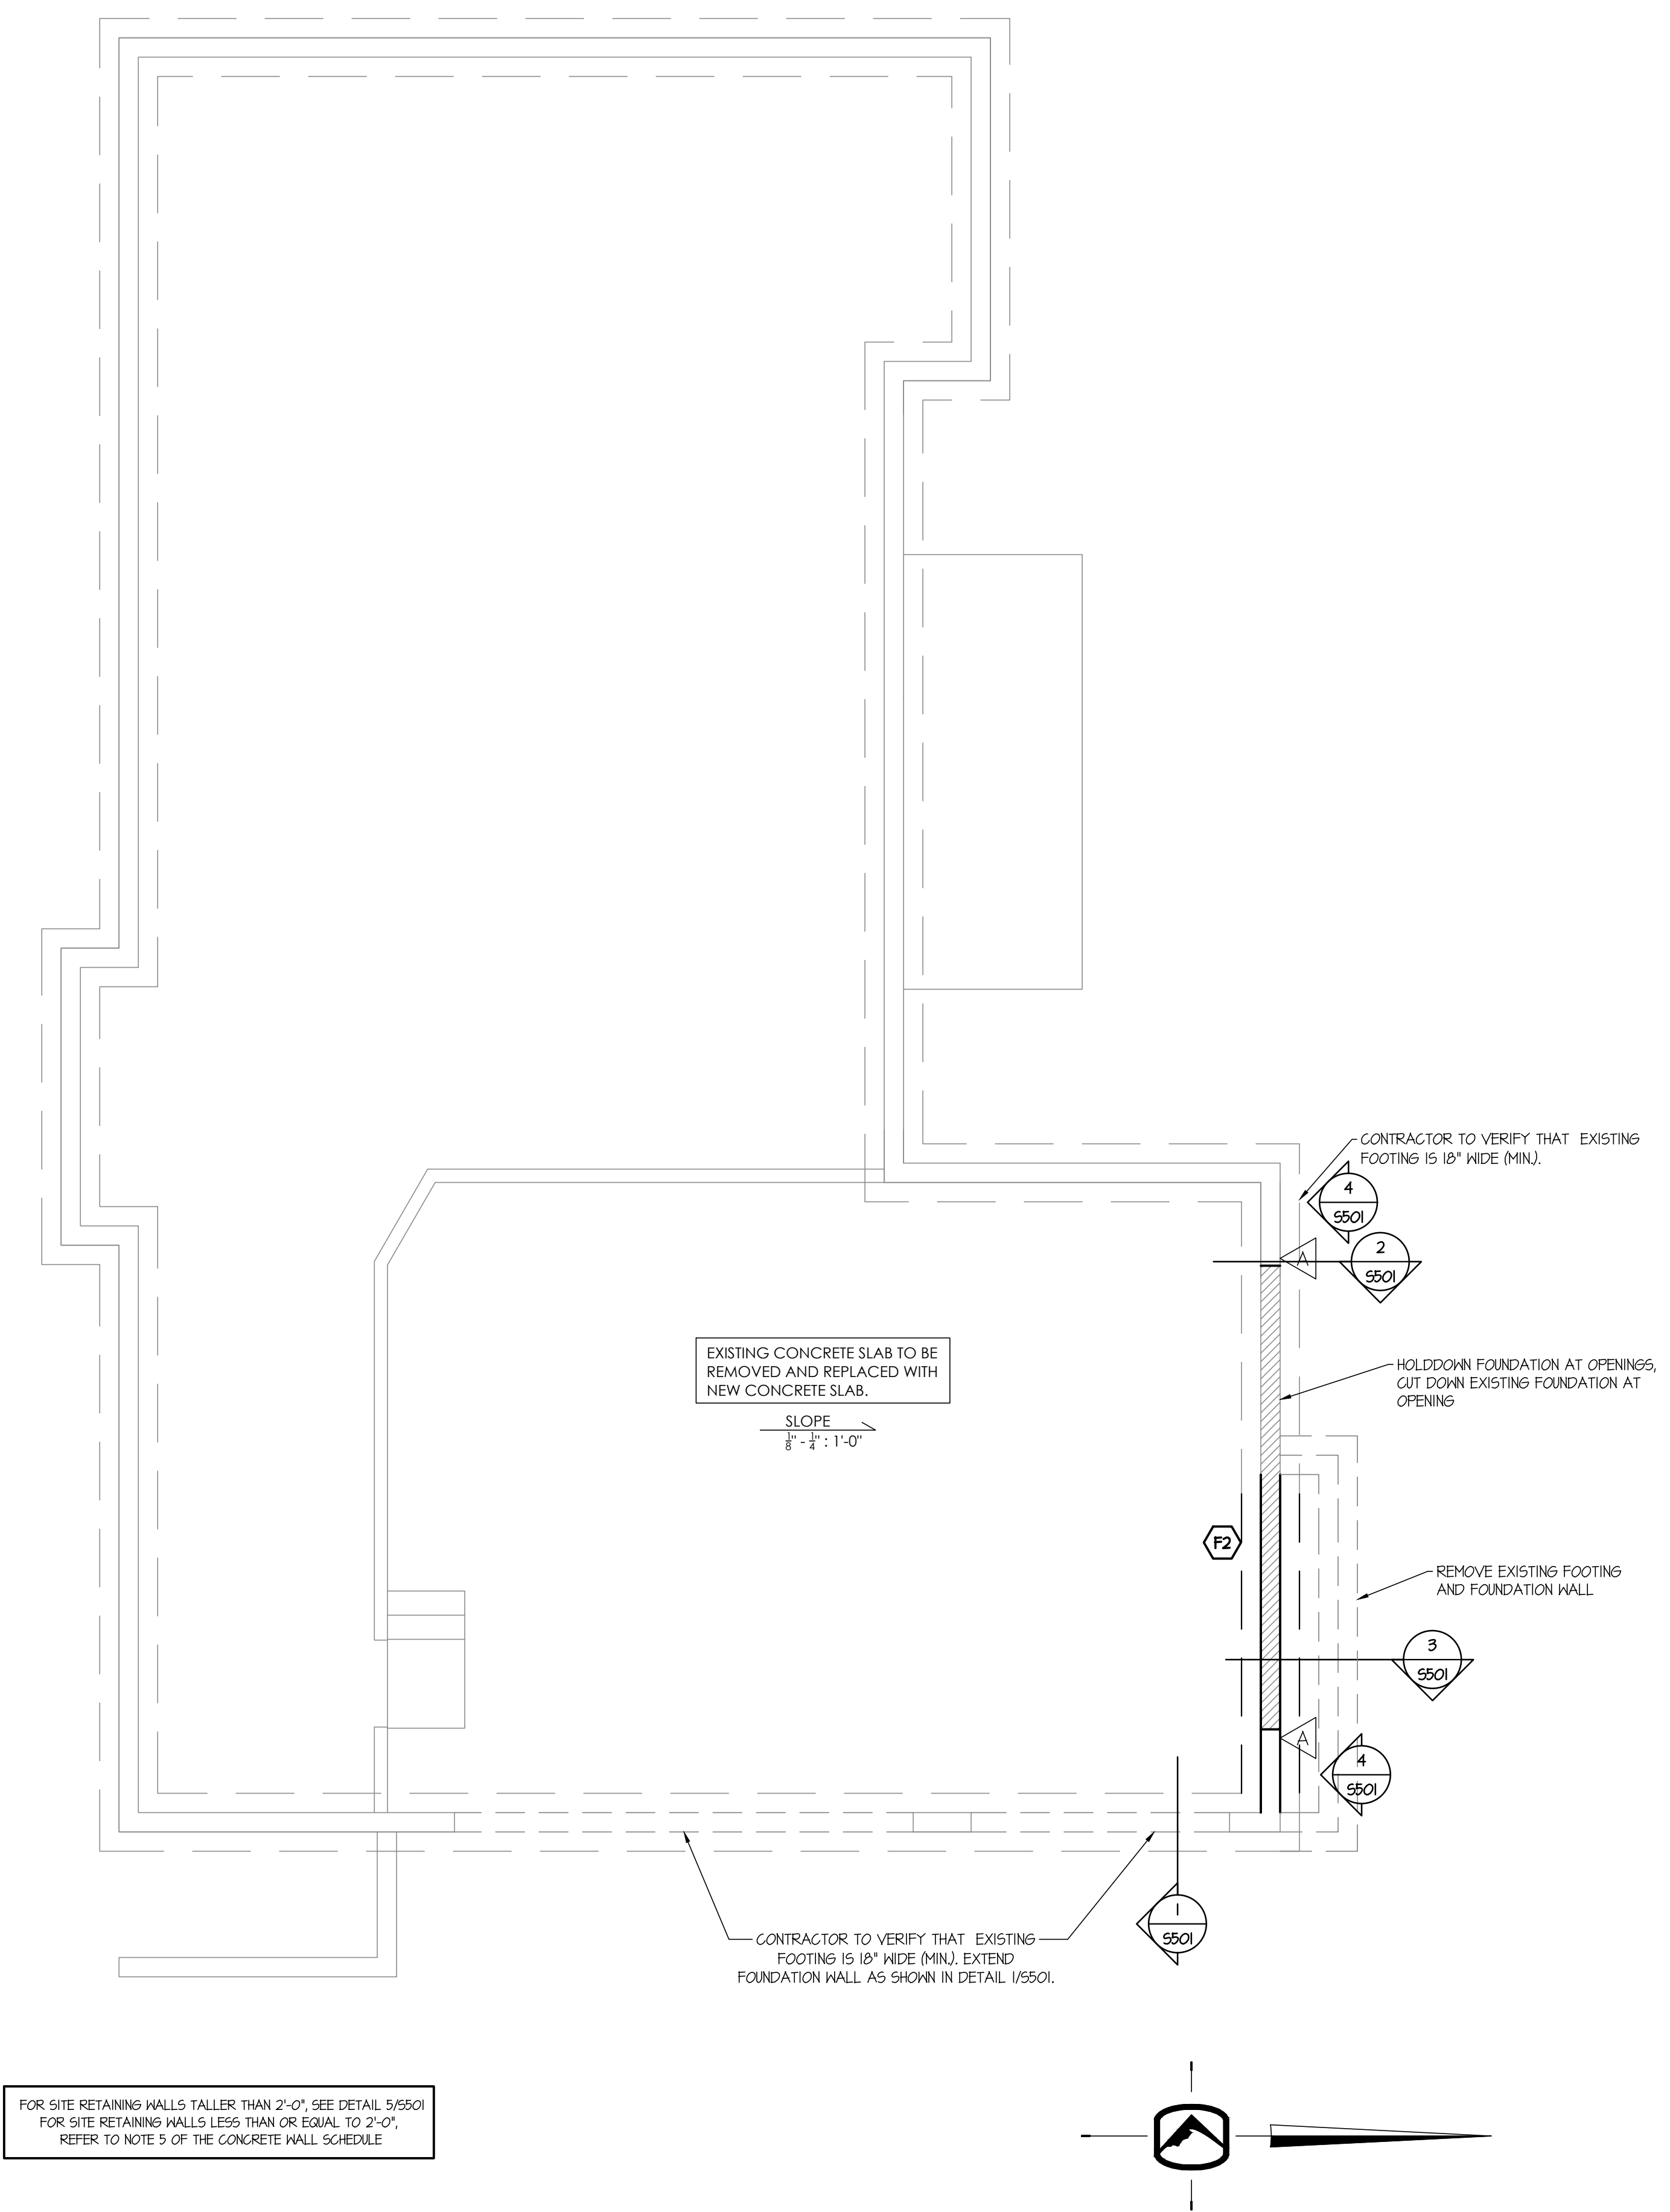 CONTRACTOR TO VERIFY THAT EXISTING
FOOTING IS 18" WIDE (MIN.).
4
S501
A
2
S501
EXISTING CONCRETE SLAB TO BE
REMOVED AND REPLACED WITH
NEW CONCRETE SLAB.
SLOPE
1/8" - 1/4" : 1'-0"
HOLDDOWN FOUNDATION AT OPENINGS,
CUT DOWN EXISTING FOUNDATION AT
OPENING
F2
REMOVE EXISTING FOOTING
AND FOUNDATION WALL
3
S501
A
4
S501
1
S501
CONTRACTOR TO VERIFY THAT EXISTING
FOOTING IS 18" WIDE (MIN.). EXTEND
FOUNDATION WALL AS SHOWN IN DETAIL 1/S501.
FOR SITE RETAINING WALLS TALLER THAN 2'-0", SEE DETAIL 5/S501
FOR SITE RETAINING WALLS LESS THAN OR EQUAL TO 2'-0",
REFER TO NOTE 5 OF THE CONCRETE WALL SCHEDULE